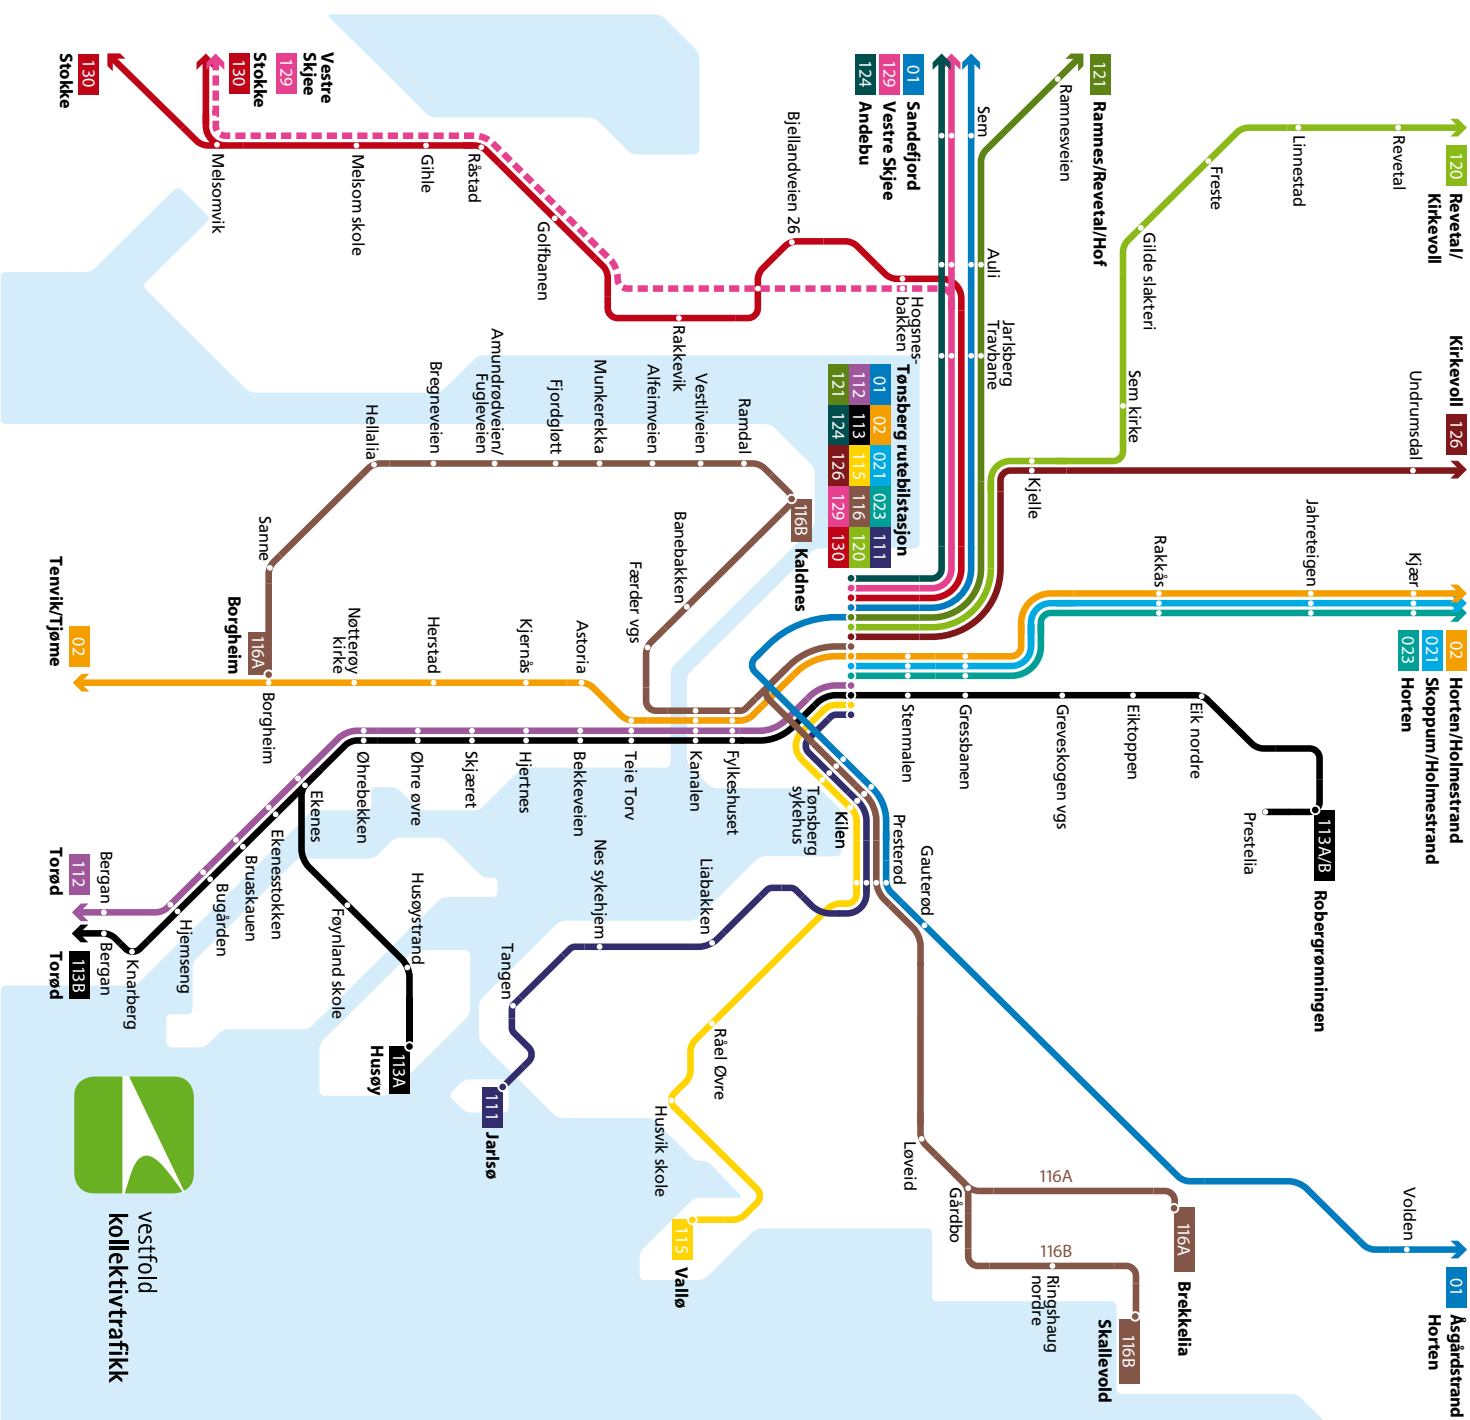 130
Stokke
Vestre
Skjee
129
Stokke
130
01
129
124
Sandefjord
Vestre Skjee
Andebu
121
Ramnes/Revetal/Hof
120
Revetal/
Kirkevoll
Kirkevoll
126
Ramnesveien
Sem
Auli
Jarlsberg
Travbane
Revetal
Linnestad
Freste
Gilde slakteri
Sem kirke
Undrumsdal
Kjelle
Bjellandveien 26
Hogsnes-
bakken
Rakkevik
Golfbanen
Råstad
Gihle
Melsom skole
Melsomvik
Tønsberg rutebilstasjon
01
02
021
023
111
112
113
115
116
120
121
124
126
129
130
Jahreteigen
Rakkås
Kjær
02
021
023
Horten/Holmestrand
Skoppum/Holmestrand
Horten
Ramdal
Vestliveien
Alfeimveien
Munkerekka
Fjordgløtt
Amundrødveien/
Fugleveien
Bregneveien
Hellalia
Sanne
Borgheim
116A
116B
Kaldnes
Banebakken
Færder vgs
Tenvik/Tjøme
02
Borgheim
Nøtterøy
kirke
Herstad
Kjernås
Astoria
Stenmalen
Gressbanen
Greveskogen vgs
Eiktoppen
Eik nordre
Prestelia
113A/B
Robergrønningen
Fylkeshuset
Kanalen
Teie Torv
Bekkeveien
Hjertnes
Skjæret
Øhre øvre
Øhrebekken
Ekenes
Ekenesstokken
Bruakauen
Bugården
Hjemseng
Knarberg
Bergan
Bergan
112
Torød
113B
Torød
Føynland skole
Husøystrand
113A
Husøy
Tønsberg
sykehus
Kilen
Presterød
Gauterød
Liabakken
Nes sykehjem
Tangen
111
Jarlsø
Råel Øvre
Husvik skole
115
Vallø
Løveid
Gårdbo
116A
116B
Ringshaug
nordre
116A
Brekkelia
116B
Skallevold
Volden
01
Åsgårdstrand
Horten
vestfold
kollektivtrafikk